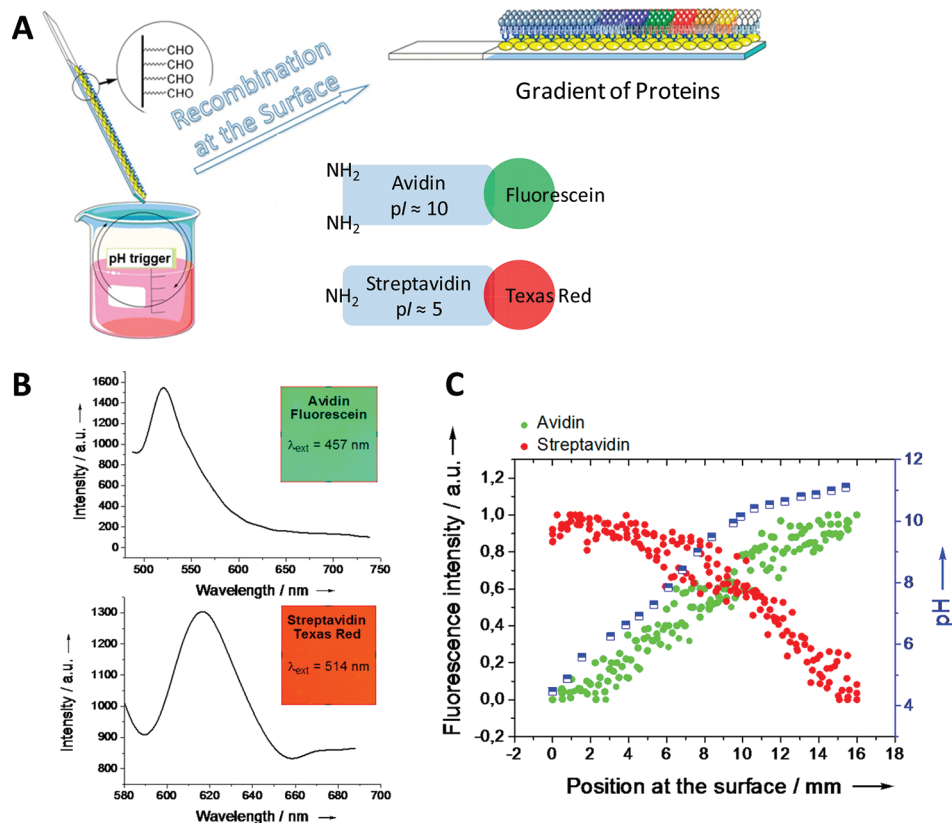 A
CHO
CHO
CHO
CHO
Recombination
at the Surface
Gradient of Proteins
pH trigger
NH2
NH2
Avidin
pI ≈ 10
Fluorescein
NH2
Streptavidin
pI ≈ 5
Texas Red
B
1600
1400
1200
1000
800
600
400
200
0
Intensity / a.u. →
500 550 600 650 700 750
Wavelength / nm →
Avidin
Fluorescein
λext = 457 nm
1300
1200
1100
1000
900
800
Intensity / a.u. →
580 600 620 640 660 680 700
Wavelength / nm →
Streptavidin
Texas Red
λext = 514 nm
C
Avidin
Streptavidin
1,2
1,0
0,8
0,6
0,4
0,2
0,0
-0,2
Fluorescence intensity / a.u. →
-2 0 2 4 6 8 10 12 14 16 18
Position at the surface / mm →
12
10
8
6
4
pH →